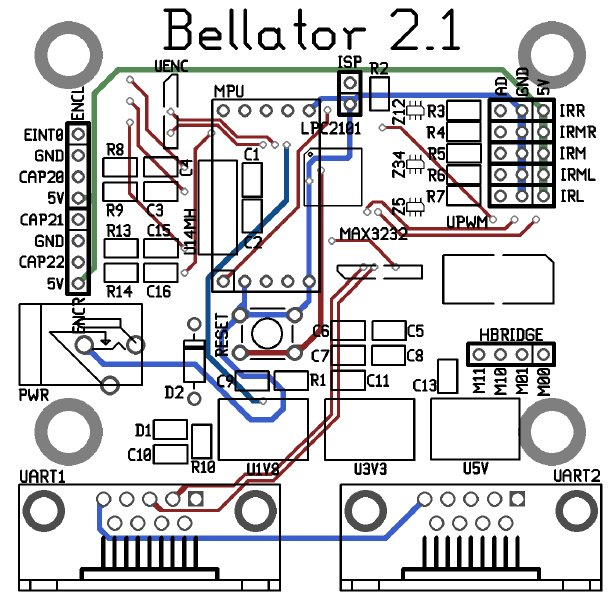 Bellator 2.1
ISP
UENC
R2
MPU
ENCL
AD
GND
5V
Z12
R3
IRR
LPC2101
EINT0
R4
IRMR
GND
R8
C4
C1
R5
IRM
Z34
CAP20
R6
IRML
5V
R9
C3
Z5
R7
IRL
CAP21
C2
UPWM
GND
R13
C15
U14MH
MAX3232
CAP22
5V
R14
C16
ENCR
RESET
C6
C5
HBRIDGE
C7
C8
PWR
D2
C9
R1
C11
C13
M11
M10
M01
M00
D1
C10
R10
U1V8
U3V3
U5V
UART1
UART2